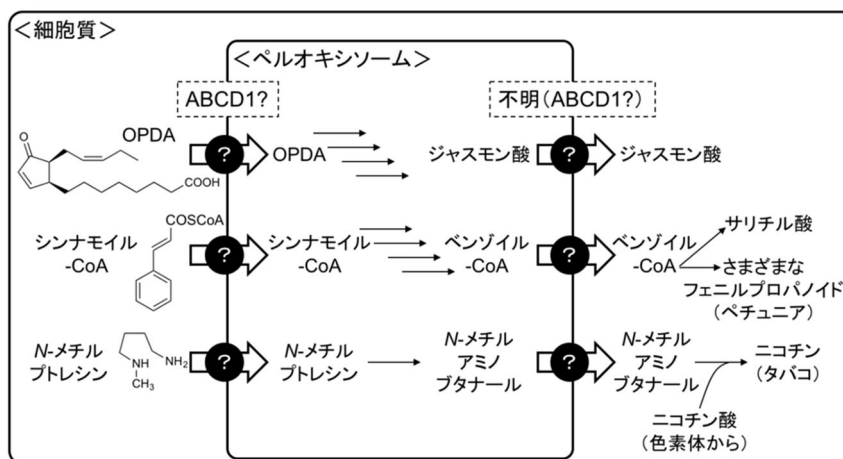 ＜細胞質＞
＜ペルオキシソーム＞
ABCD1?
不明(ABCD1?)
OPDA
O
COOH
?
OPDA
ジャスモン酸
?
ジャスモン酸
シンナモイル
-CoA
COSCoA
?
シンナモイル
-CoA
ベンゾイル
-CoA
?
ベンゾイル
-CoA
サリチル酸
さまざまな
フェニルプロパノイド
(ペチュニア)
N-メチル
プトレシン
NH
NH2
CH3
?
N-メチル
プトレシン
N-メチル
アミノ
ブタナール
?
N-メチル
アミノ
ブタナール
ニコチン
(タバコ)
ニコチン酸
(色素体から)